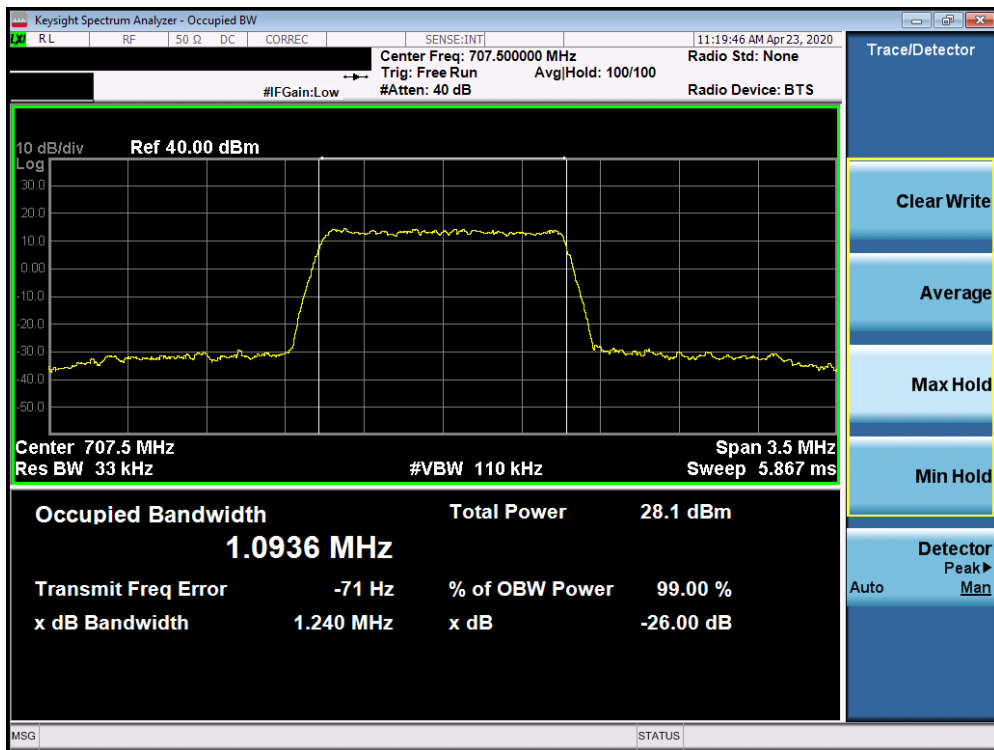 Keysight Spectrum Analyzer - Occupied BW
LXI RL RF 50 Ω DC CORREC SENSE:INT 11:19:46 AM Apr 23, 2020
Center Freq: 707.500000 MHz Radio Std: None
Trig: Free Run Avg|Hold: 100/100
#IFGain:Low #Atten: 40 dB Radio Device: BTS
10 dB/div Ref 40.00 dBm
Log
30.0
20.0
10.0
0.00
-10.0
-20.0
-30.0
-40.0
-50.0
Center 707.5 MHz Span 3.5 MHz
Res BW 33 kHz #VBW 110 kHz Sweep 5.867 ms
Occupied Bandwidth Total Power 28.1 dBm
1.0936 MHz
Transmit Freq Error -71 Hz % of OBW Power 99.00 %
x dB Bandwidth 1.240 MHz x dB -26.00 dB
MSG STATUS
Trace/Detector
Clear Write
Average
Max Hold
Min Hold
Detector
Peak▶
Auto Man